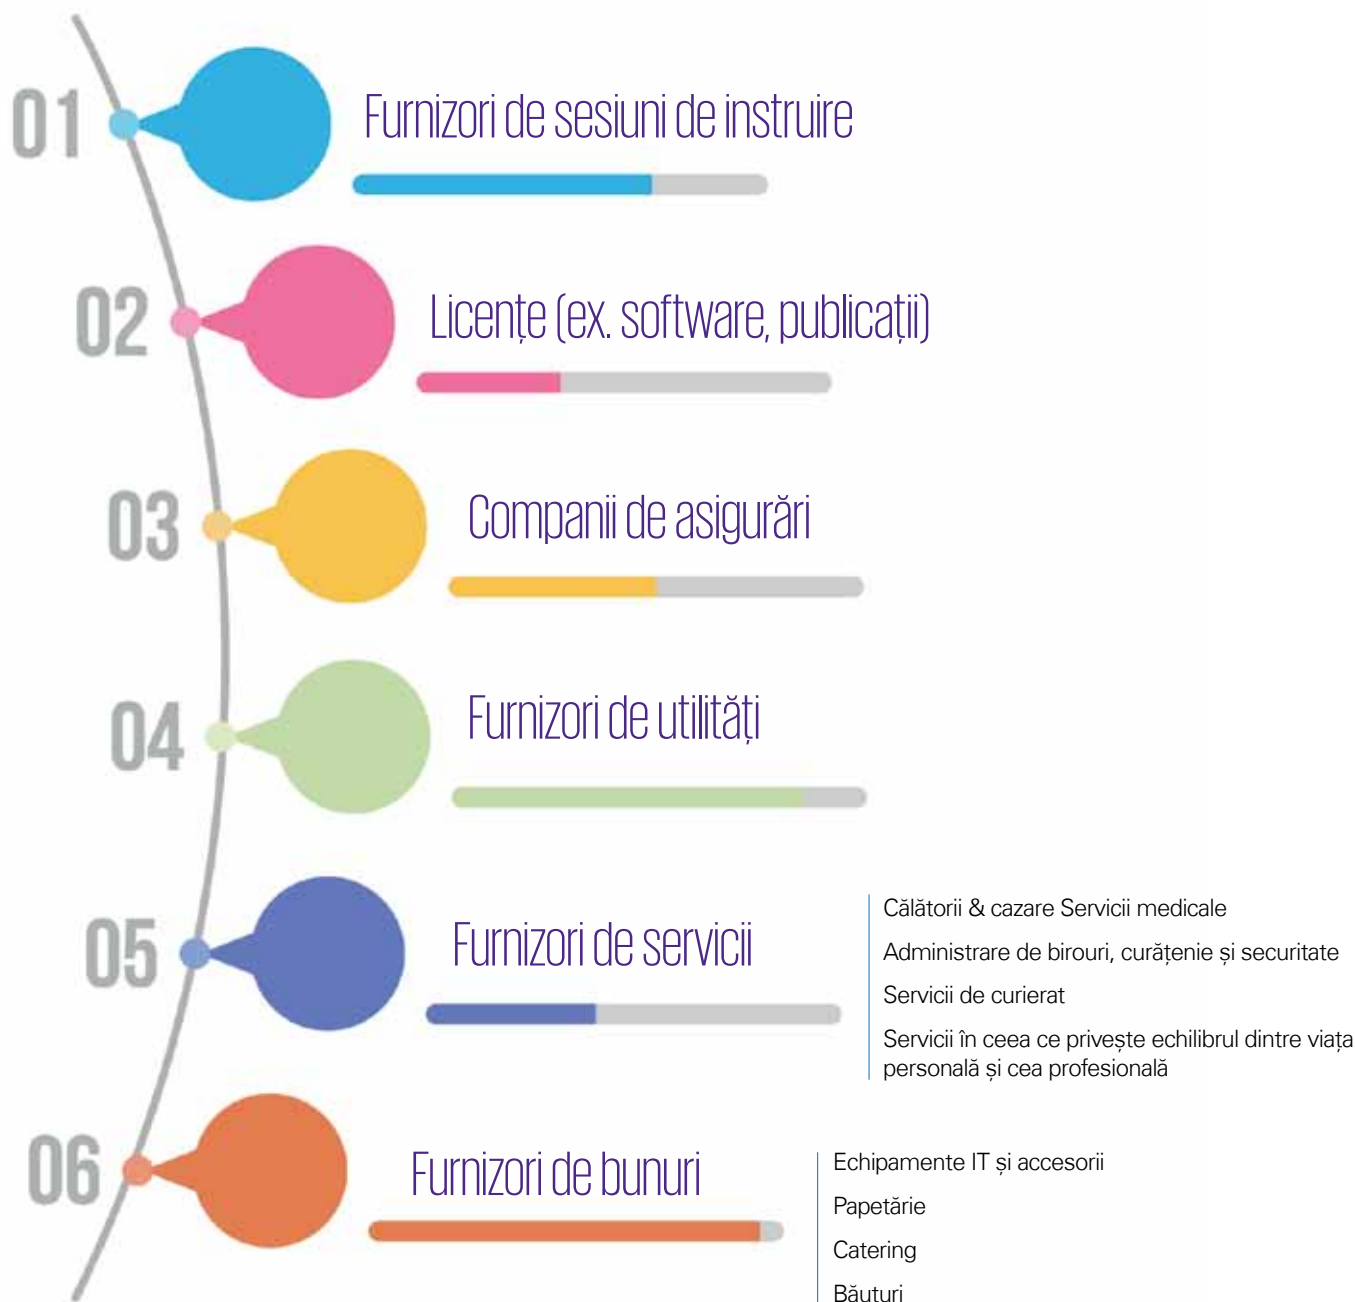 01
Furnizori de sesiuni de instruire
02
Licențe (ex. software, publicații)
03
Companii de asigurări
04
Furnizori de utilități
05
Furnizori de servicii
Călătorii & cazare Servicii medicale
Administrare de birouri, curățenie și securitate
Servicii de curierat
Servicii în ceea ce privește echilibrul dintre viața
personală și cea profesională
06
Furnizori de bunuri
Echipamente IT și accesorii
Papetărie
Catering
Băuturi